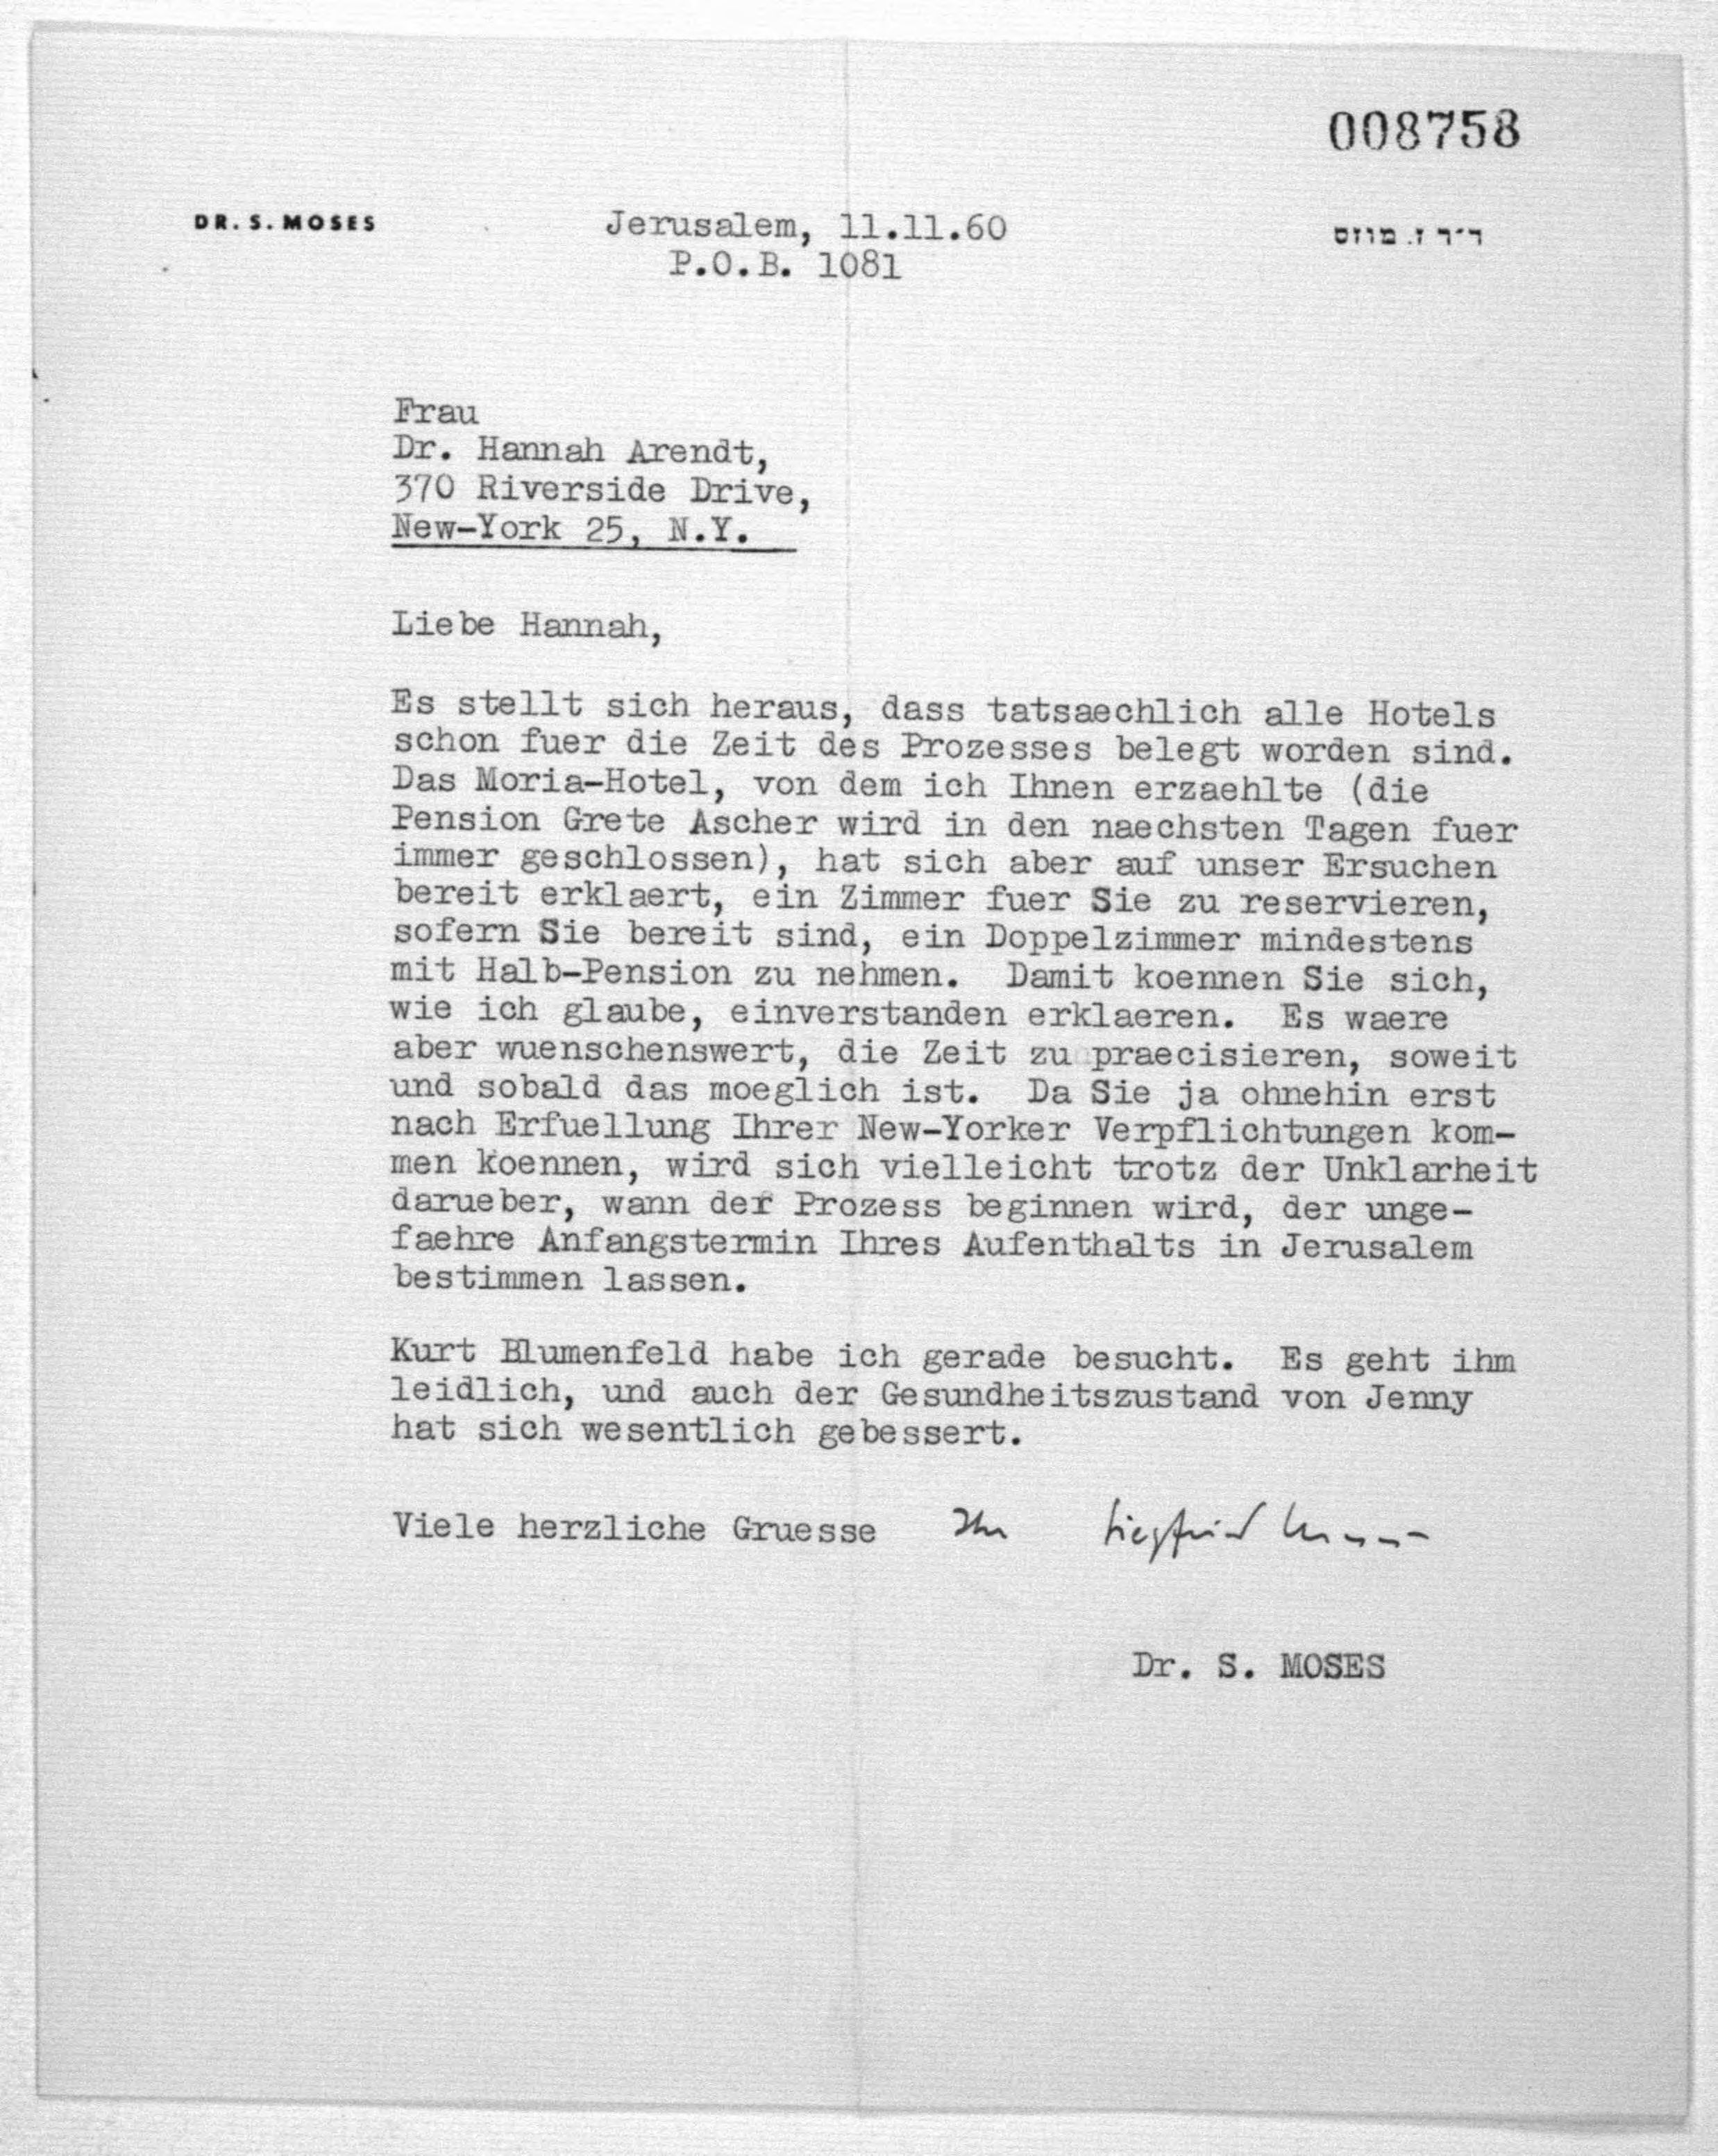 008758
DR. S. MOSES
Jerusalem, 11.11.60
ד״ר ז. מוזס
P.O.B. 1081
Frau
Dr. Hannah Arendt,
370 Riverside Drive,
New-York 25, N.Y.
Liebe Hannah,
Es stellt sich heraus, dass tatsaechlich alle Hotels
schon fuer die Zeit des Prozesses belegt worden sind.
Das Moria-Hotel, von dem ich Ihnen erzaehlte (die
Pension Grete Ascher wird in den naechsten Tagen fuer
immer geschlossen), hat sich aber auf unser Ersuchen
bereit erklaert, ein Zimmer fuer Sie zu reservieren,
sofern Sie bereit sind, ein Doppelzimmer mindestens
mit Halb-Pension zu nehmen. Damit koennen Sie sich,
wie ich glaube, einverstanden erklaeren. Es waere
aber wuenschenswert, die Zeit zu praecisieren, soweit
und sobald das moeglich ist. Da Sie ja ohnehin erst
nach Erfuellung Ihrer New-Yorker Verpflichtungen kom-
men koennen, wird sich vielleicht trotz der Unklarheit
darueber, wann der Prozess beginnen wird, der unge-
faehre Anfangstermin Ihres Aufenthalts in Jerusalem
bestimmen lassen.
Kurt Blumenfeld habe ich gerade besucht. Es geht ihm
leidlich, und auch der Gesundheitszustand von Jenny
hat sich wesentlich gebessert.
Viele herzliche Gruesse Ihr Siegfried Moses
Dr. S. MOSES